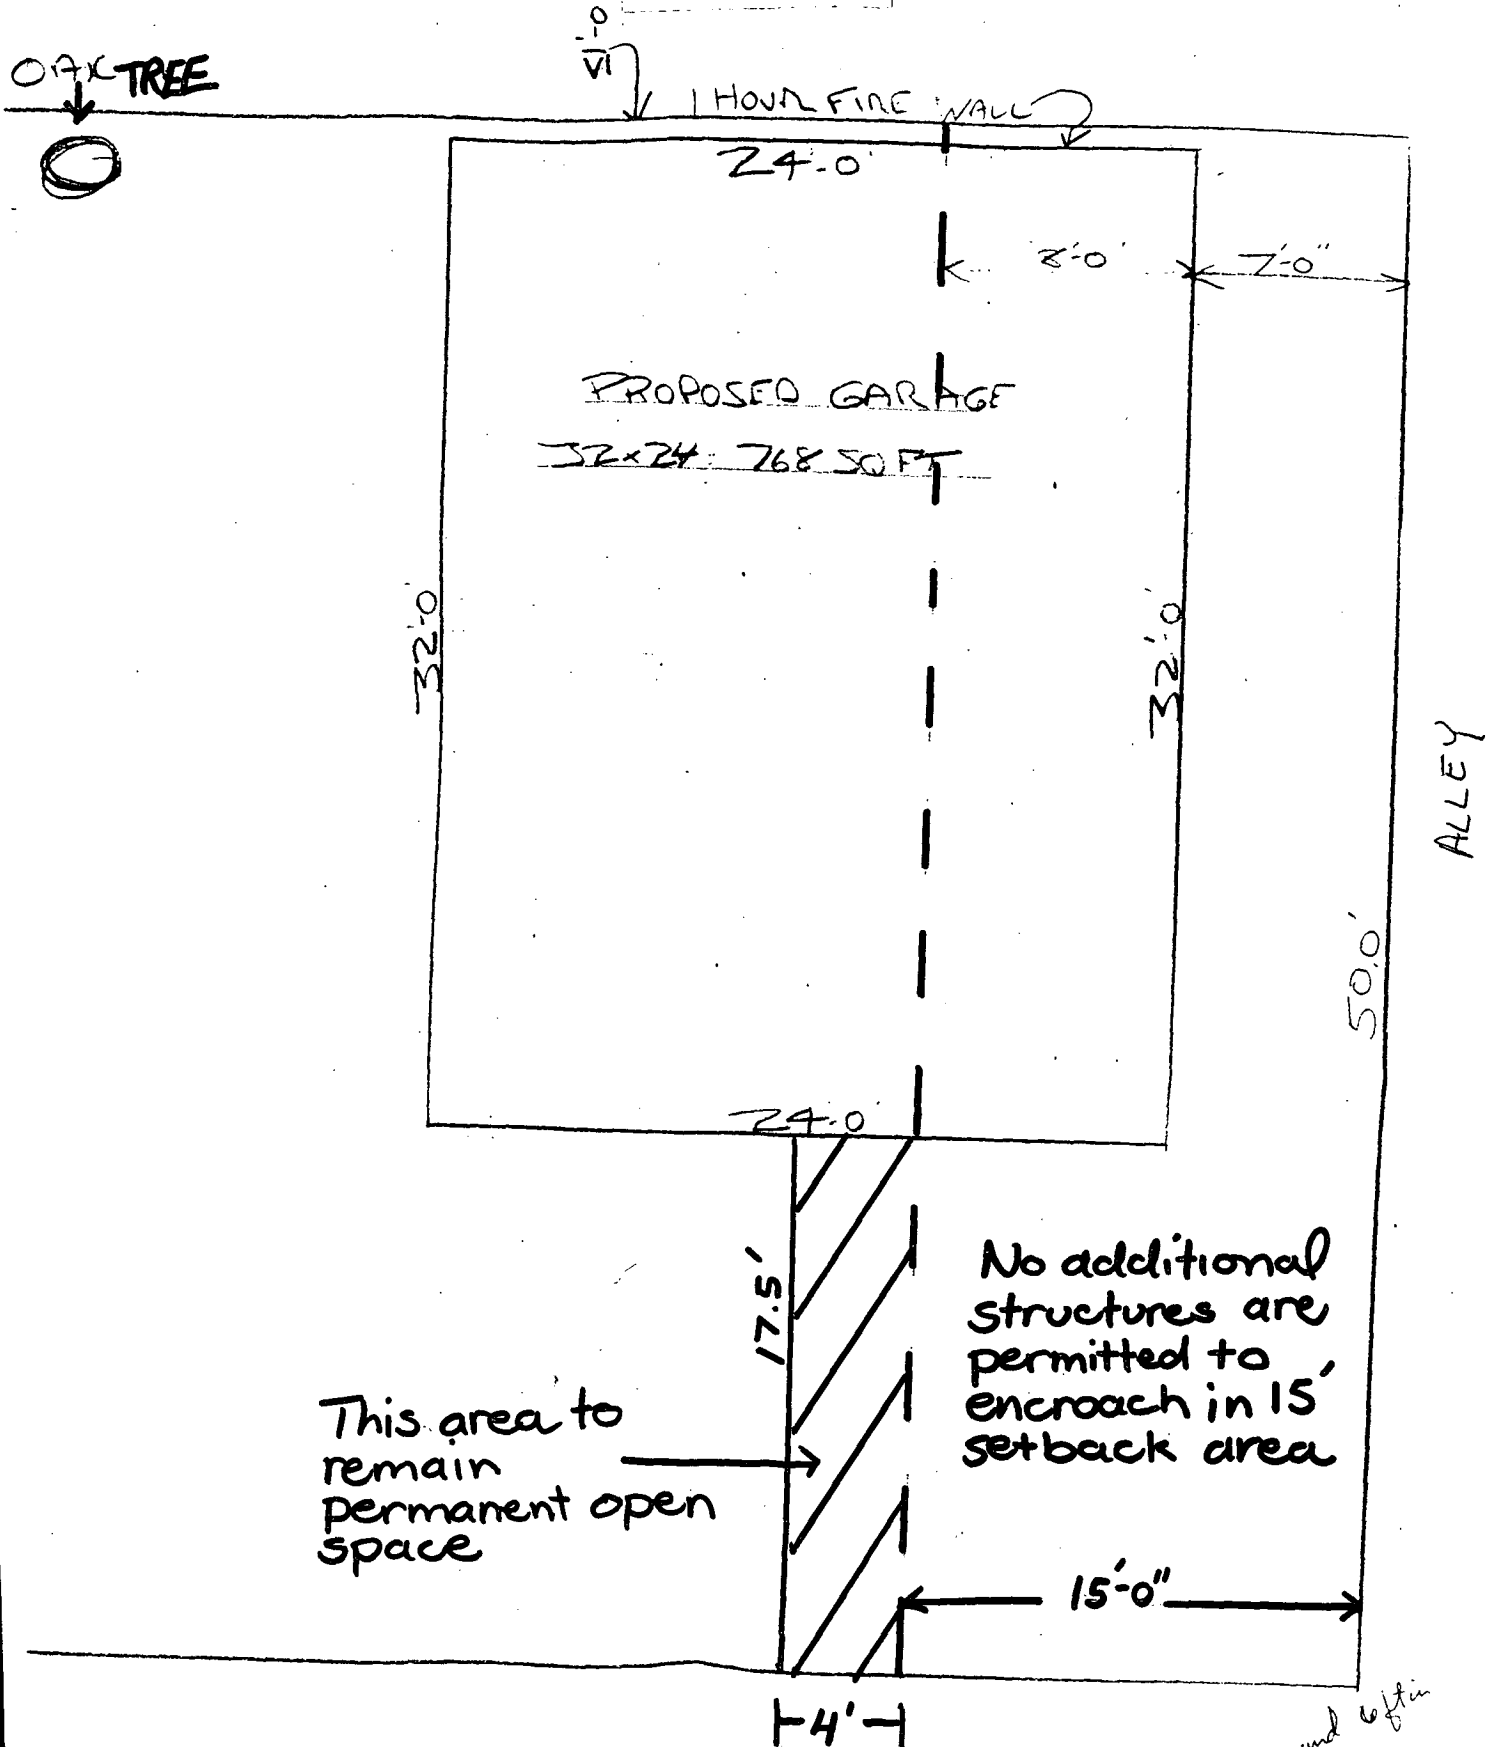 OAK TREE
1 HOUR FIRE WALL
24'-0"
8'-0"
7'-0"
PROPOSED GARAGE
32x24: 768 SQ FT
32'-0"
32'-0"
ALLEY
50.0'
24'-0
17.5'
No additional
structures are
permitted to
encroach in 15'
setback area
This area to
remain
permanent open
space
15'-0"
4'